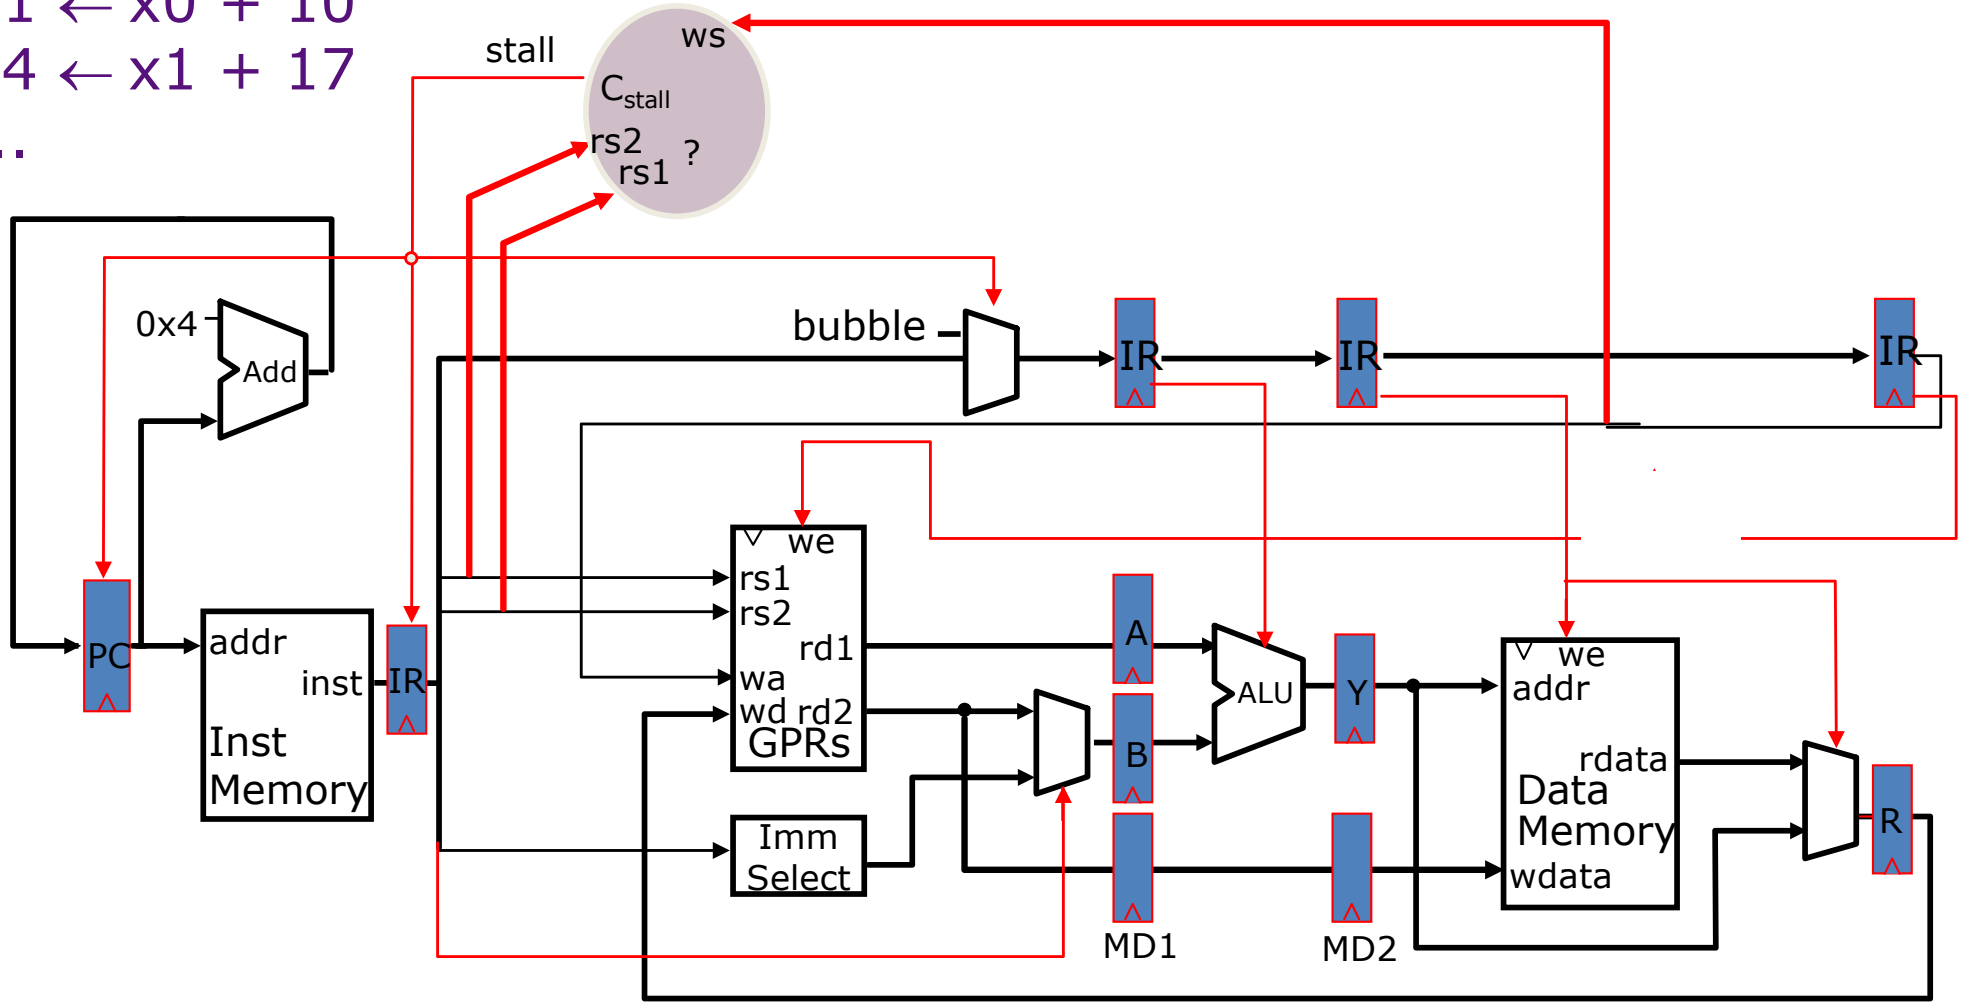 1 ← x0 + 10
4 ← x1 + 17
..
stall
ws
C stall
rs2
rs1
?
0x4
Add
bubble
IR
IR
IR
we
rs1
rs2
rd1
wa
wd rd2
GPRs
PC
addr
inst
Inst
Memory
IR
A
B
ALU
Y
we
addr
rdata
Data
Memory
wdata
R
Imm
Select
MD1
MD2